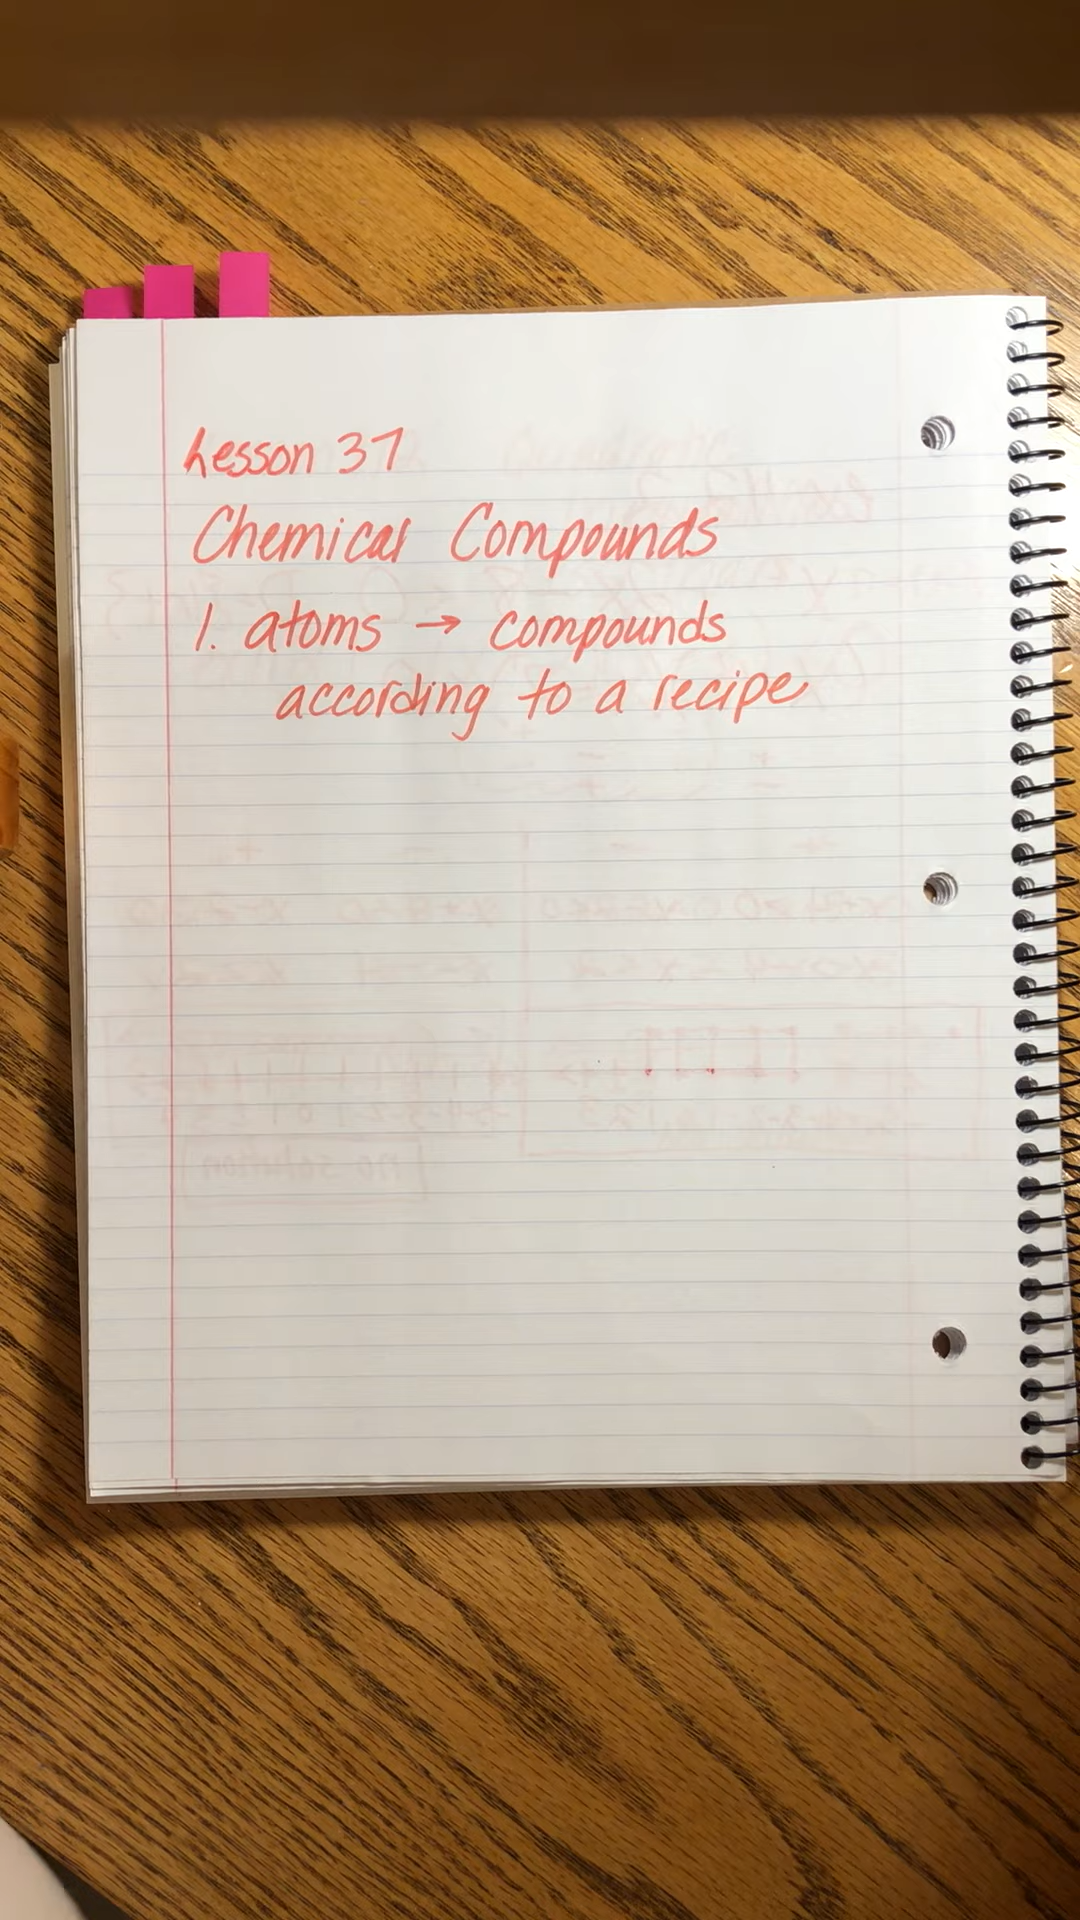 Lesson 37
Chemical Compounds
1. atoms → compounds
according to a recipe